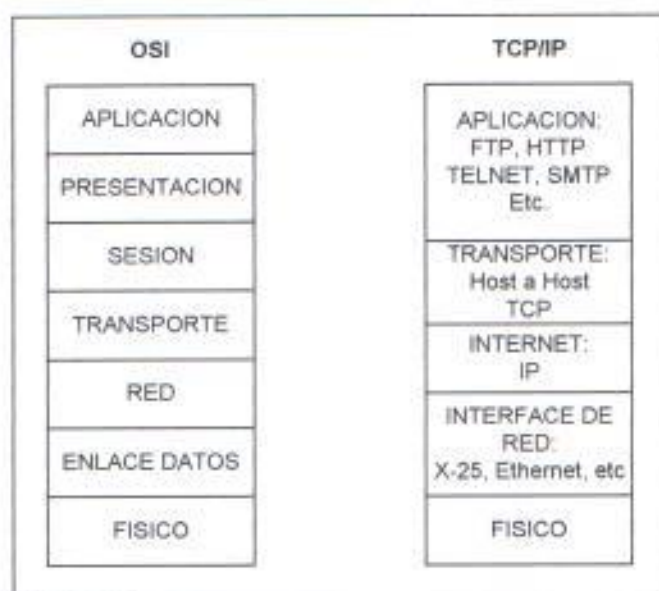 OSI
APLICACION
PRESENTACION
SESION
TRANSPORTE
RED
ENLACE DATOS
FISICO
TCP/IP
APLICACION:
FTP, HTTP
TELNET, SMTP
Etc.
TRANSPORTE:
Host a Host
TCP
INTERNET:
IP
INTERFACE DE
RED:
X-25, Ethernet, etc
FISICO